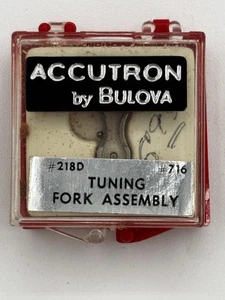 ACCUTRON
by BULOVA
#218D #716
TUNING
FORK ASSEMBLY